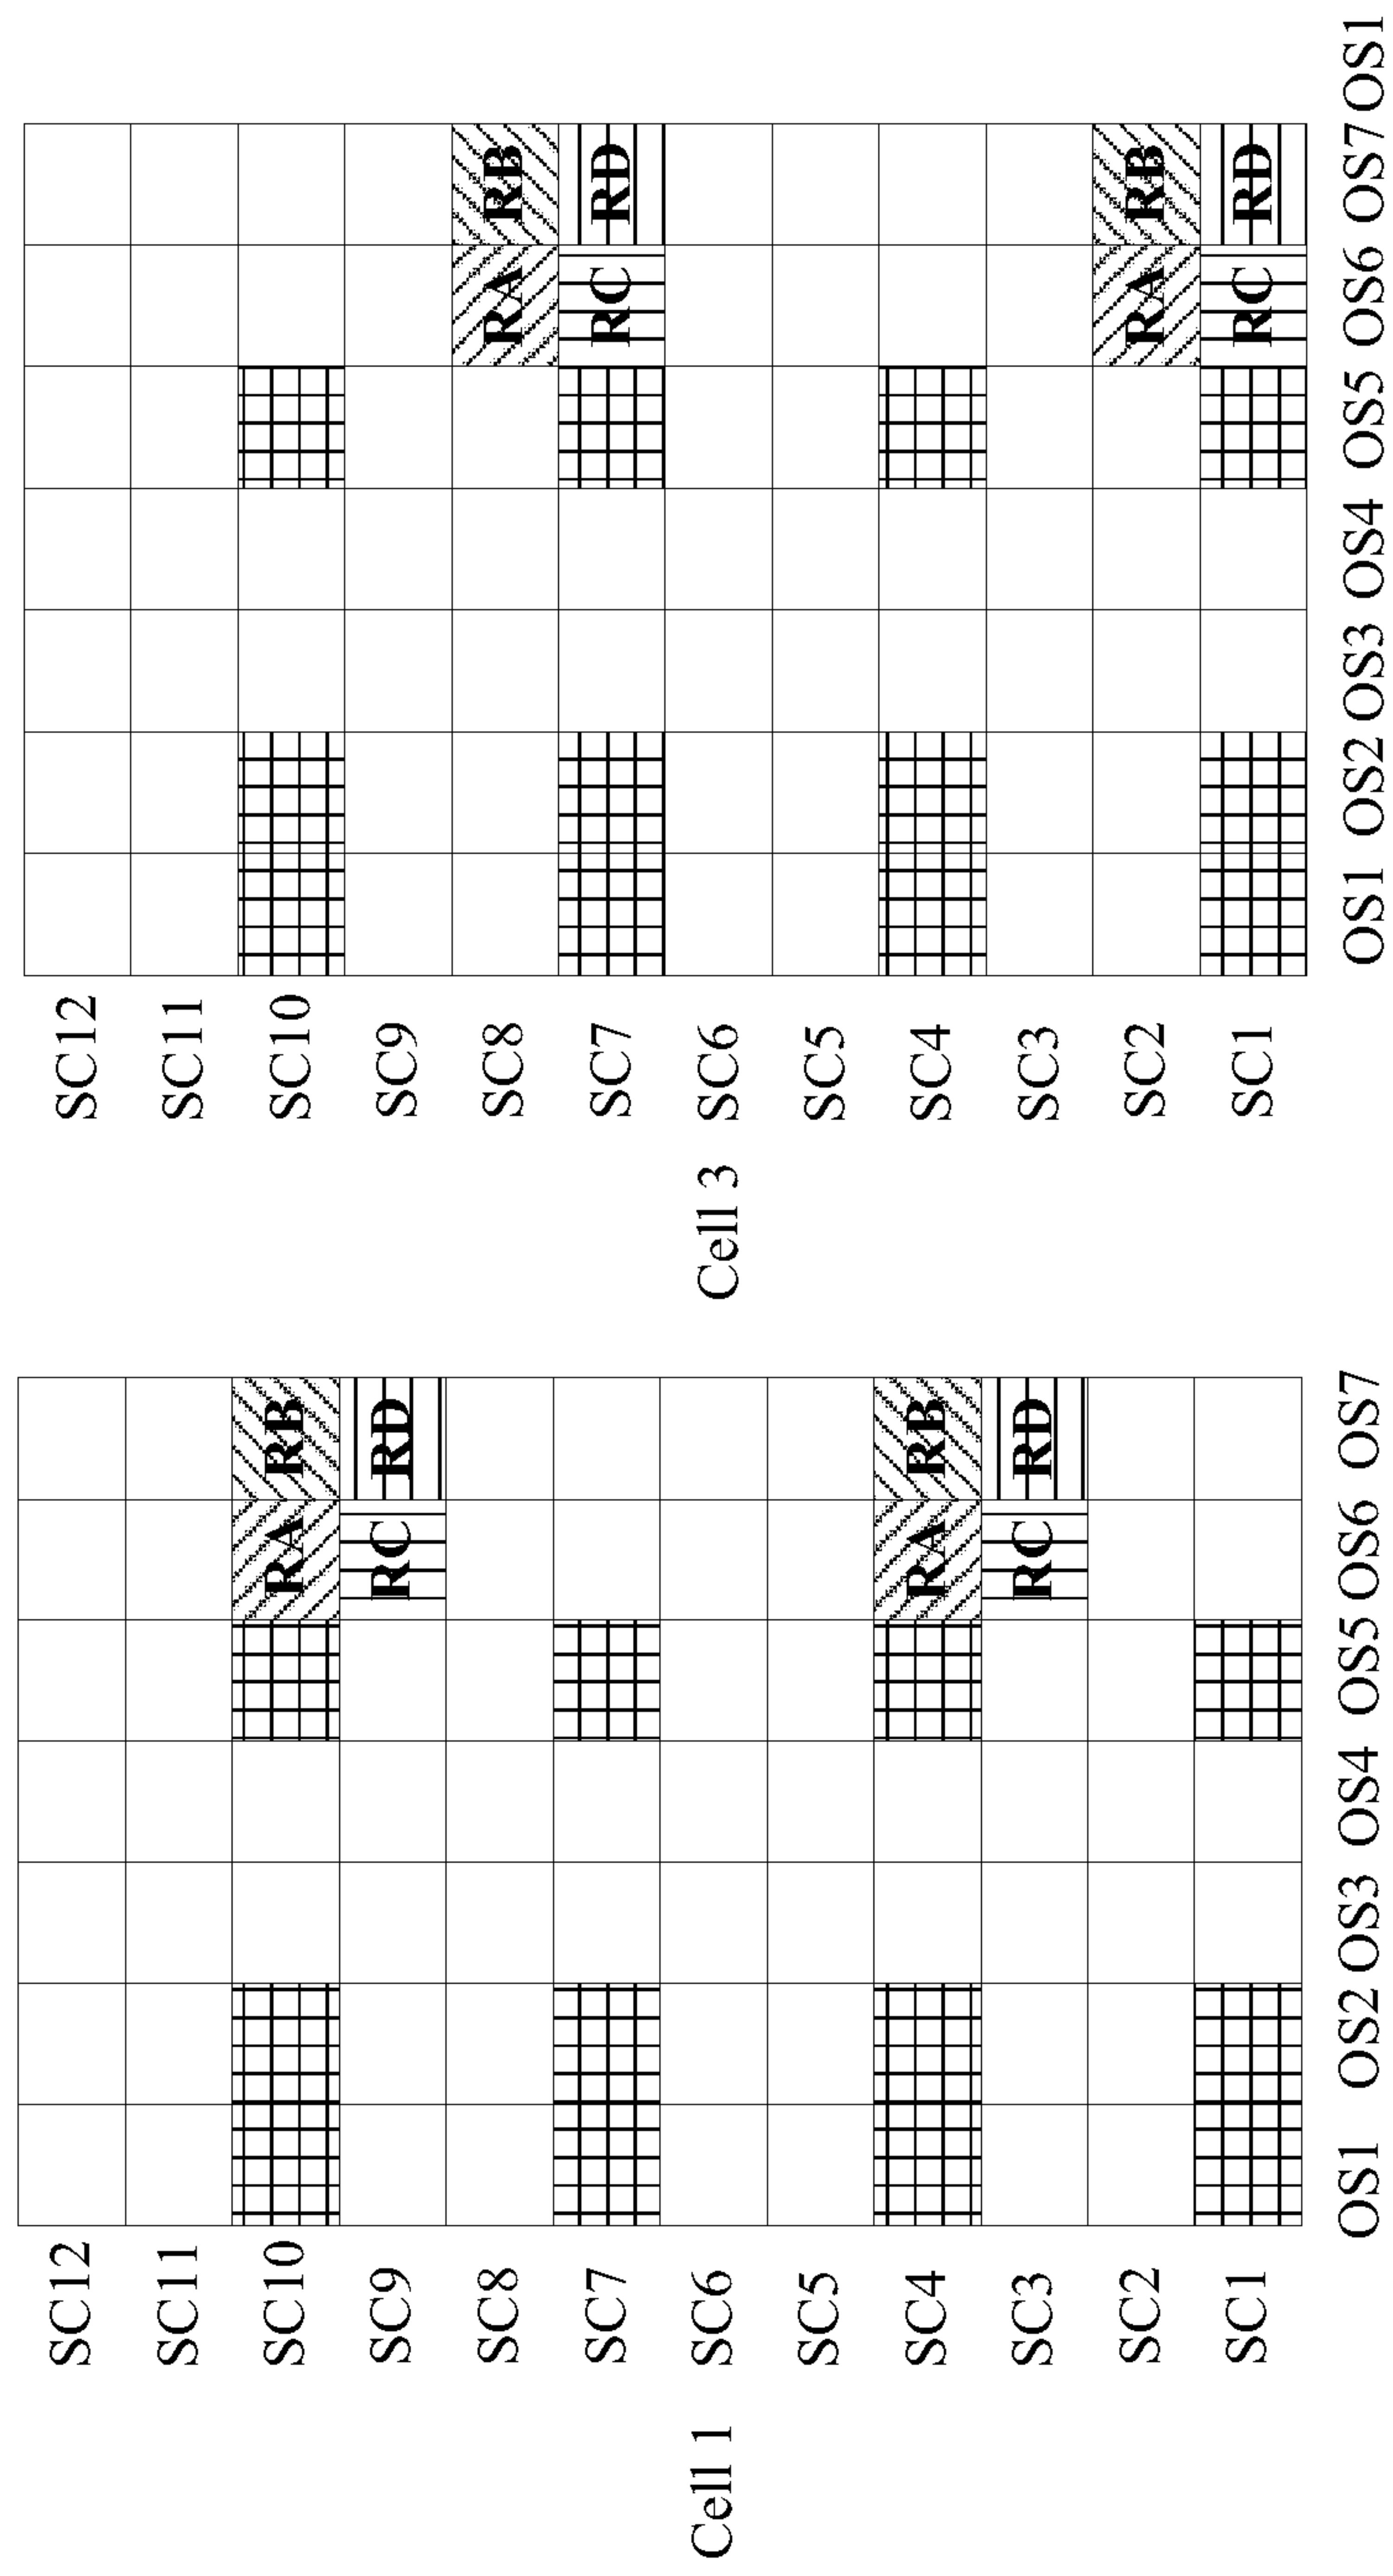 SC12
SC11
SC10 RA RB
SC9 RC RD
SC8
SC7
Cell 1 SC6
SC5
SC4 RA RB
SC3 RC RD
SC2
SC1
OS1 OS2 OS3 OS4 OS5 OS6 OS7
SC12
SC11
SC10
SC9
SC8 RA RB
SC7 RC RD
Cell 3 SC6
SC5
SC4
SC3
SC2 RA RB
SC1 RC RD
OS1 OS2 OS3 OS4 OS5 OS6 OS7 OS1